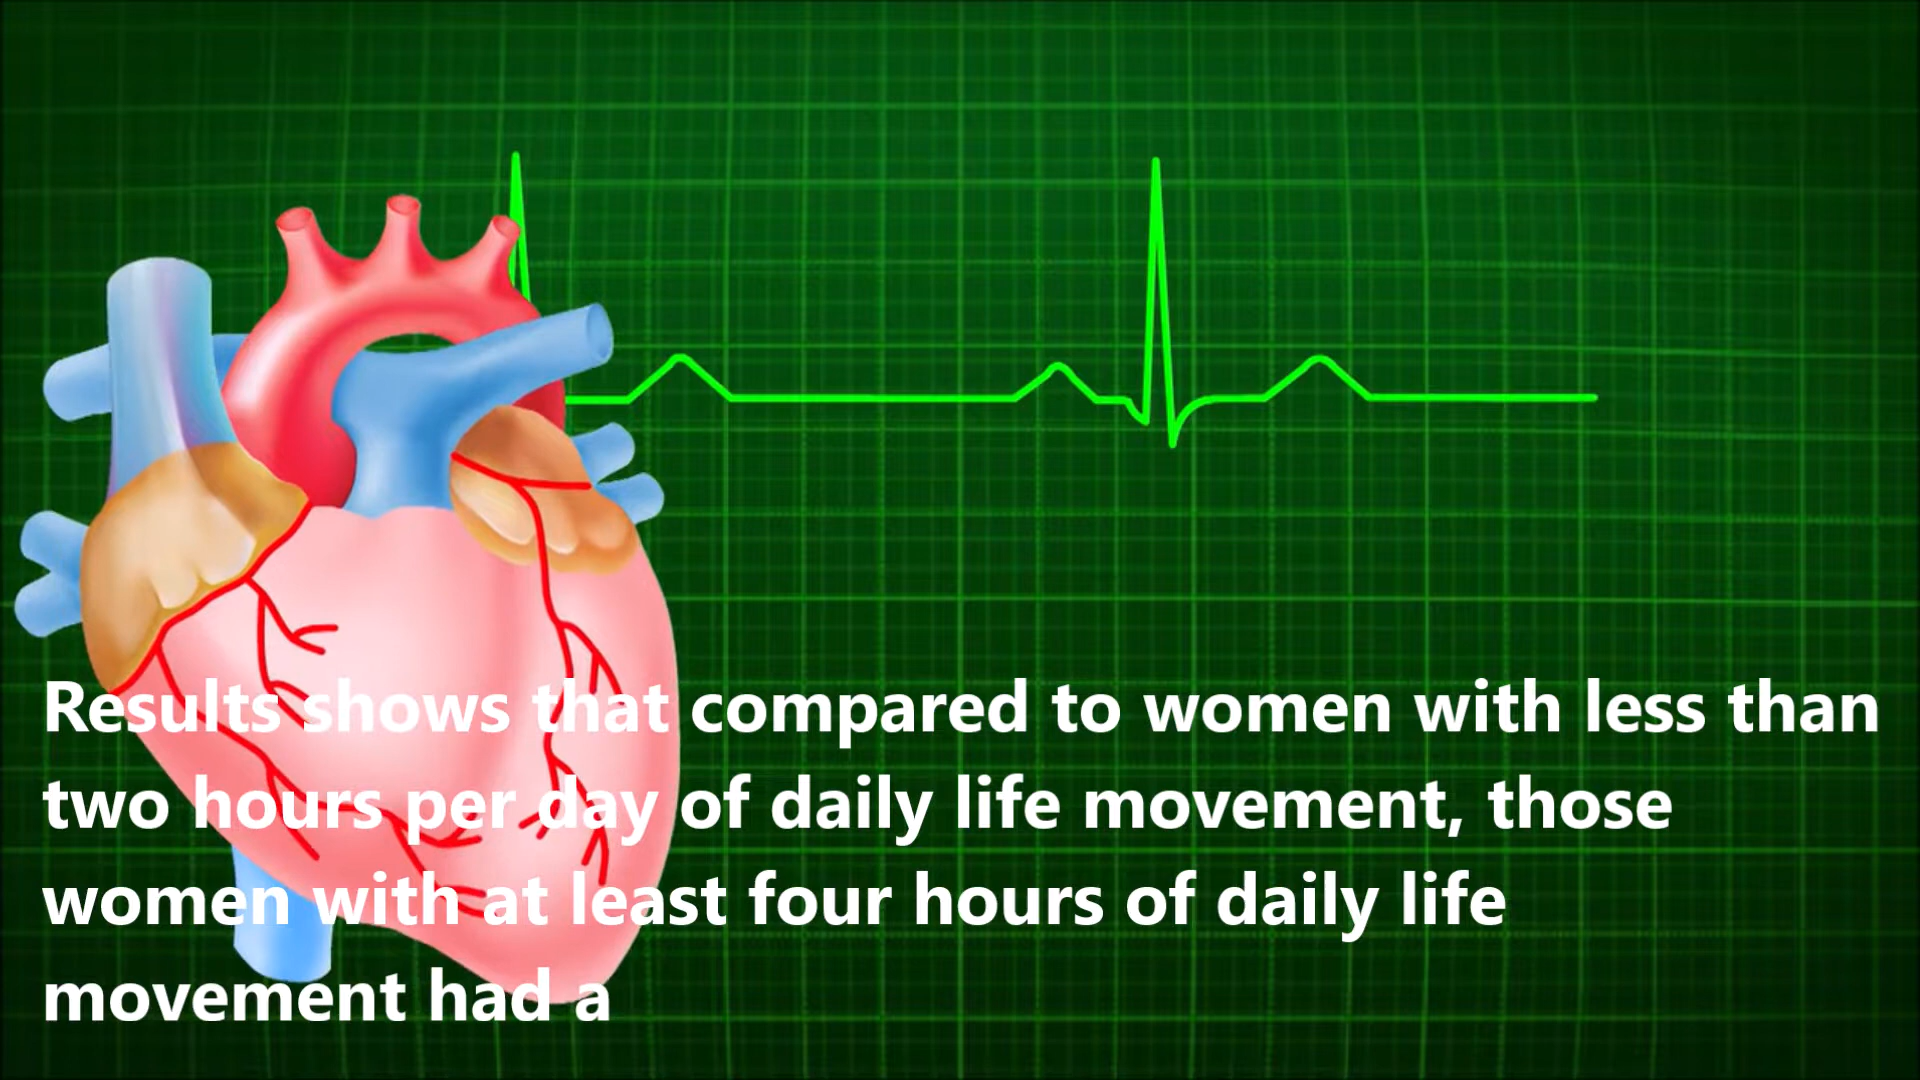 Results shows that compared to women with less than
two hours per day of daily life movement, those
women with at least four hours of daily life
movement had a